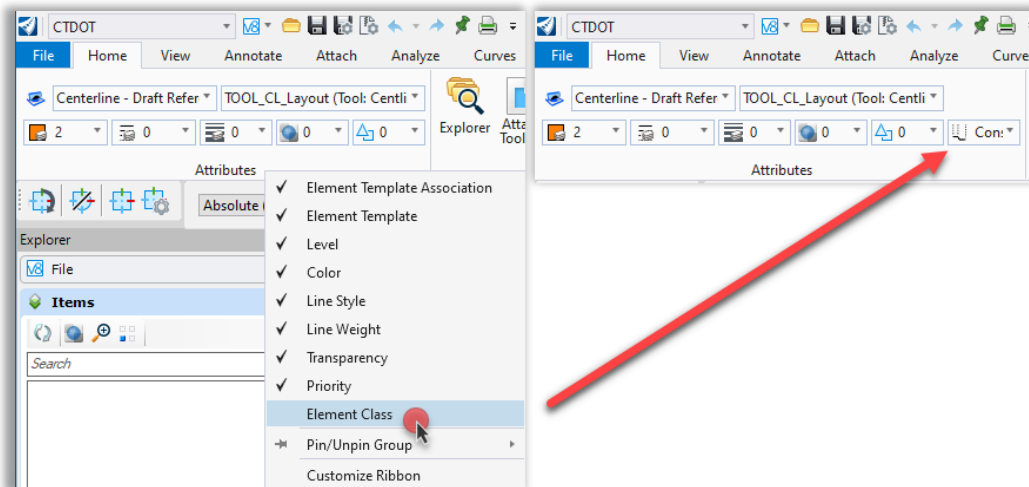 CTDOT
File Home View Annotate Attach Analyze Curves
Centerline - Draft Refer TOOL_CL_Layout (Tool: Centli
2 0 0 0 0
Explorer
Attributes
Absolute
Explorer
File
Items
Search
Element Template Association
Element Template
Level
Color
Line Style
Line Weight
Transparency
Priority
Element Class
Pin/Unpin Group
Customize Ribbon
CTDOT
File Home View Annotate Attach Analyze Curve
Centerline - Draft Refer TOOL_CL_Layout (Tool: Centli
2 0 0 0 0 Con:
Attributes